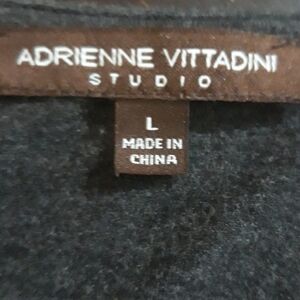 ADRIENNE VITTADINI
STUDIO
L
MADE IN
CHINA